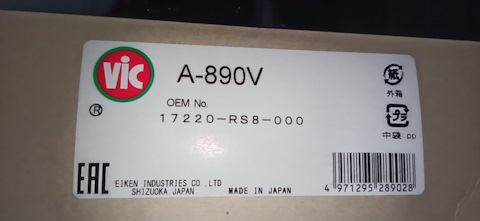 VIC
A-890V
®
OEM No.
17220-RS8-000
紙
外箱
プラ
中袋:pp
EAC
EIKEN INDUSTRIES CO.,LTD
SHIZUOKA JAPAN
MADE IN JAPAN
4 971295 289028